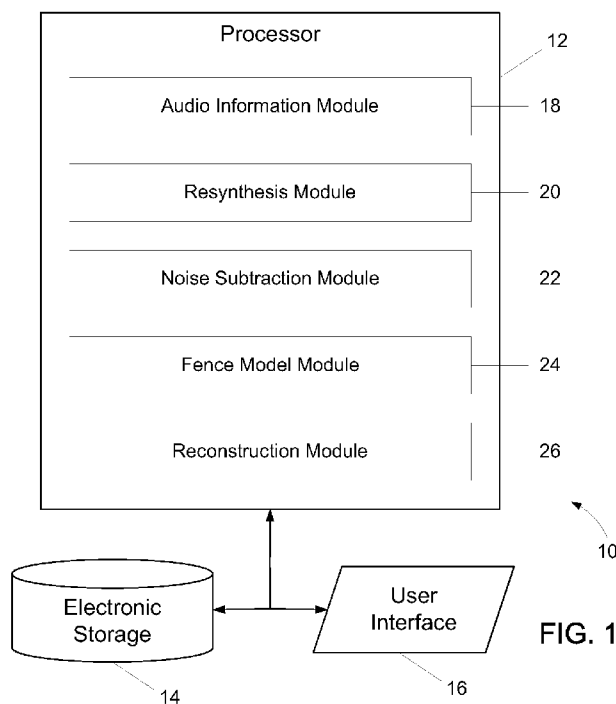 Processor
12
Audio Information Module
18
Resynthesis Module
20
Noise Subtraction Module
22
Fence Model Module
24
Reconstruction Module
26
10
Electronic
Storage
User
Interface
FIG. 1
14
16